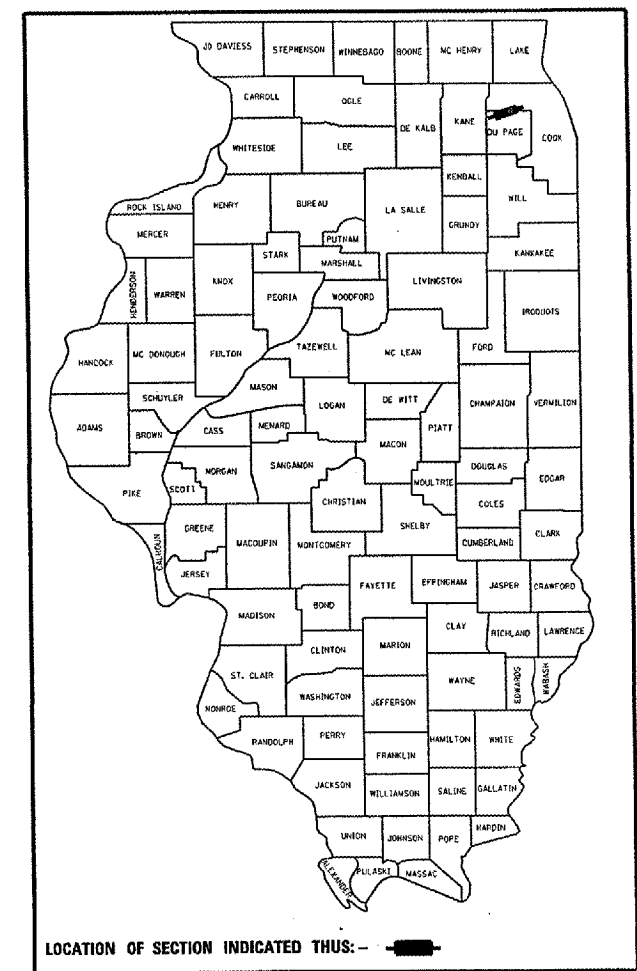 JO DAVIESS STEPHENSON WINNEBAGO BOONE MC HENRY LAKE
CARROLL OGLE DE KALB KANE DU PAGE COOK
WHITESIDE LEE
KENDALL WILL
ROCK ISLAND HENRY BUREAU LA SALLE GRUNDY
MERCER PUTNAM
STARK MARSHALL KANKAKEE
HENDERSON WARREN KNOX PEORIA WOODFORD LIVINGSTON IROQUOIS
HANCOCK MC DONOUGH FULTON TAZEWELL MC LEAN FORD
MASON
SCHUYLER LOGAN DE WITT CHAMPAION VERMILION
ADAMS BROWN CASS MENARD MACON PIATT
PIKE SCOTT MORGAN SANGAMON DOUGLAS EDGAR
CHRISTIAN MOULTRIE COLES
GREENE MACOUPIN MONTGOMERY SHELBY CUMBERLAND CLARK
CALHOUN JERSEY FAYETTE EFFINGHAM JASPER CRAWFORD
MADISON BOND
CLAY RICHLAND LAWRENCE
CLINTON MARION
ST. CLAIR WAYNE EDWARDS WABASH
WASHINGTON JEFFERSON
MONROE
RANDOLPH PERRY FRANKLIN HAMILTON WHITE
JACKSON WILLIAMSON SALINE GALLATIN
UNION JOHNSON POPE HARDIN
ALEXANDER PULASKI MASSAC
LOCATION OF SECTION INDICATED THUS: -